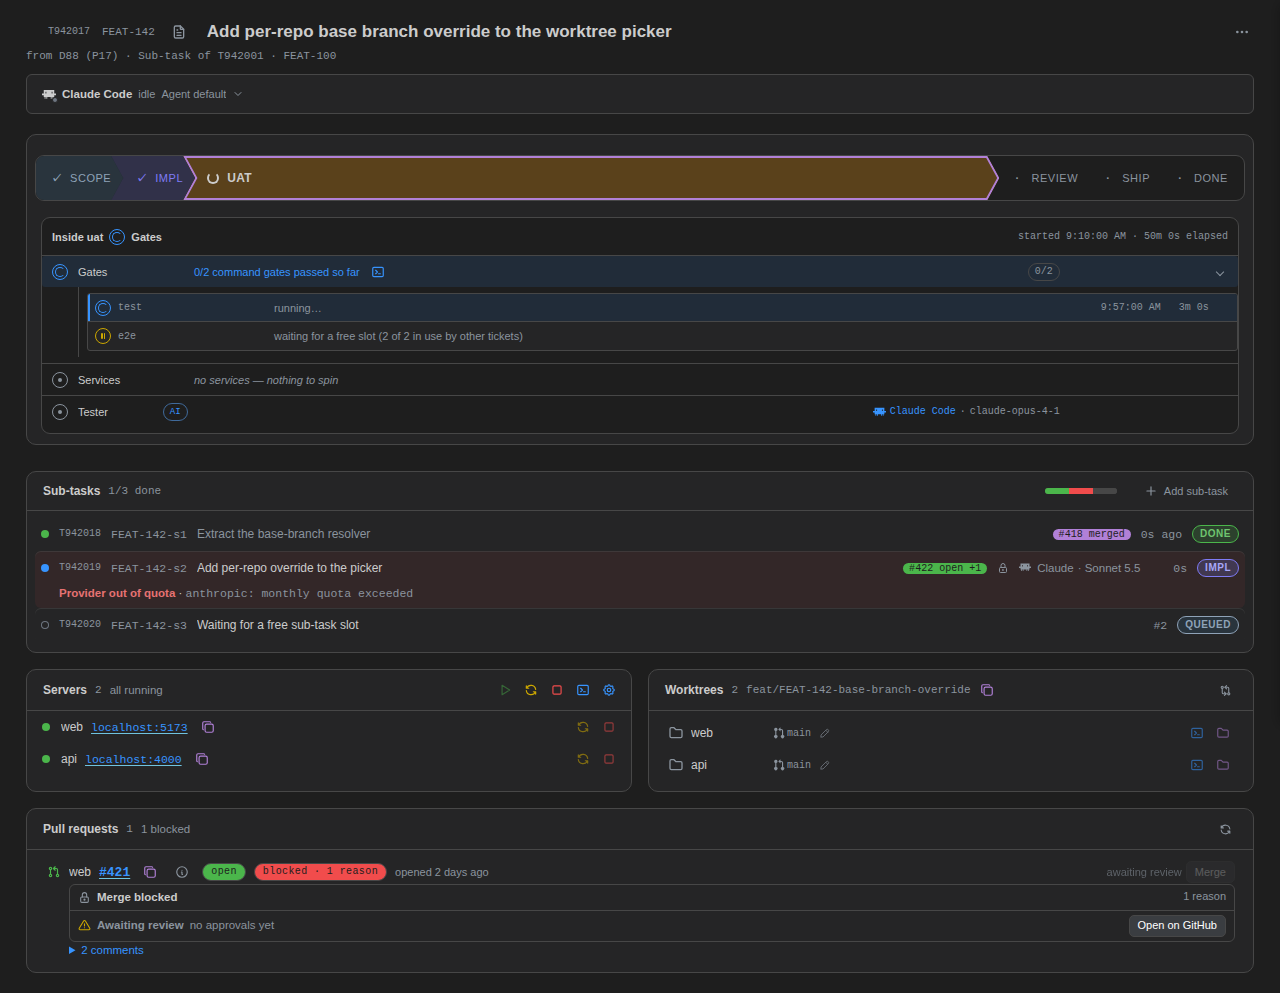 T942017 FEAT-142 Add per-repo base branch override to the worktree picker
from D88 (P17) · Sub-task of T942001 · FEAT-100
Claude Code idle Agent default
SCOPE IMPL UAT REVIEW SHIP DONE
Inside uat Gates started 9:10:00 AM · 50m 0s elapsed
Gates 0/2 command gates passed so far 0/2
test running… 9:57:00 AM 3m 0s
e2e waiting for a free slot (2 of 2 in use by other tickets)
Services no services — nothing to spin
Tester AI Claude Code · claude-opus-4-1
Sub-tasks 1/3 done Add sub-task
T942018 FEAT-142-s1 Extract the base-branch resolver #418 merged 0s ago DONE
T942019 FEAT-142-s2 Add per-repo override to the picker #422 open +1 Claude · Sonnet 5.5 0s IMPL
Provider out of quota · anthropic: monthly quota exceeded
T942020 FEAT-142-s3 Waiting for a free sub-task slot #2 QUEUED
Servers 2 all running
web localhost:5173
api localhost:4000
Worktrees 2 feat/FEAT-142-base-branch-override
web main
api main
Pull requests 1 1 blocked
web #421 open blocked · 1 reason opened 2 days ago awaiting review Merge
Merge blocked 1 reason
Awaiting review no approvals yet Open on GitHub
2 comments